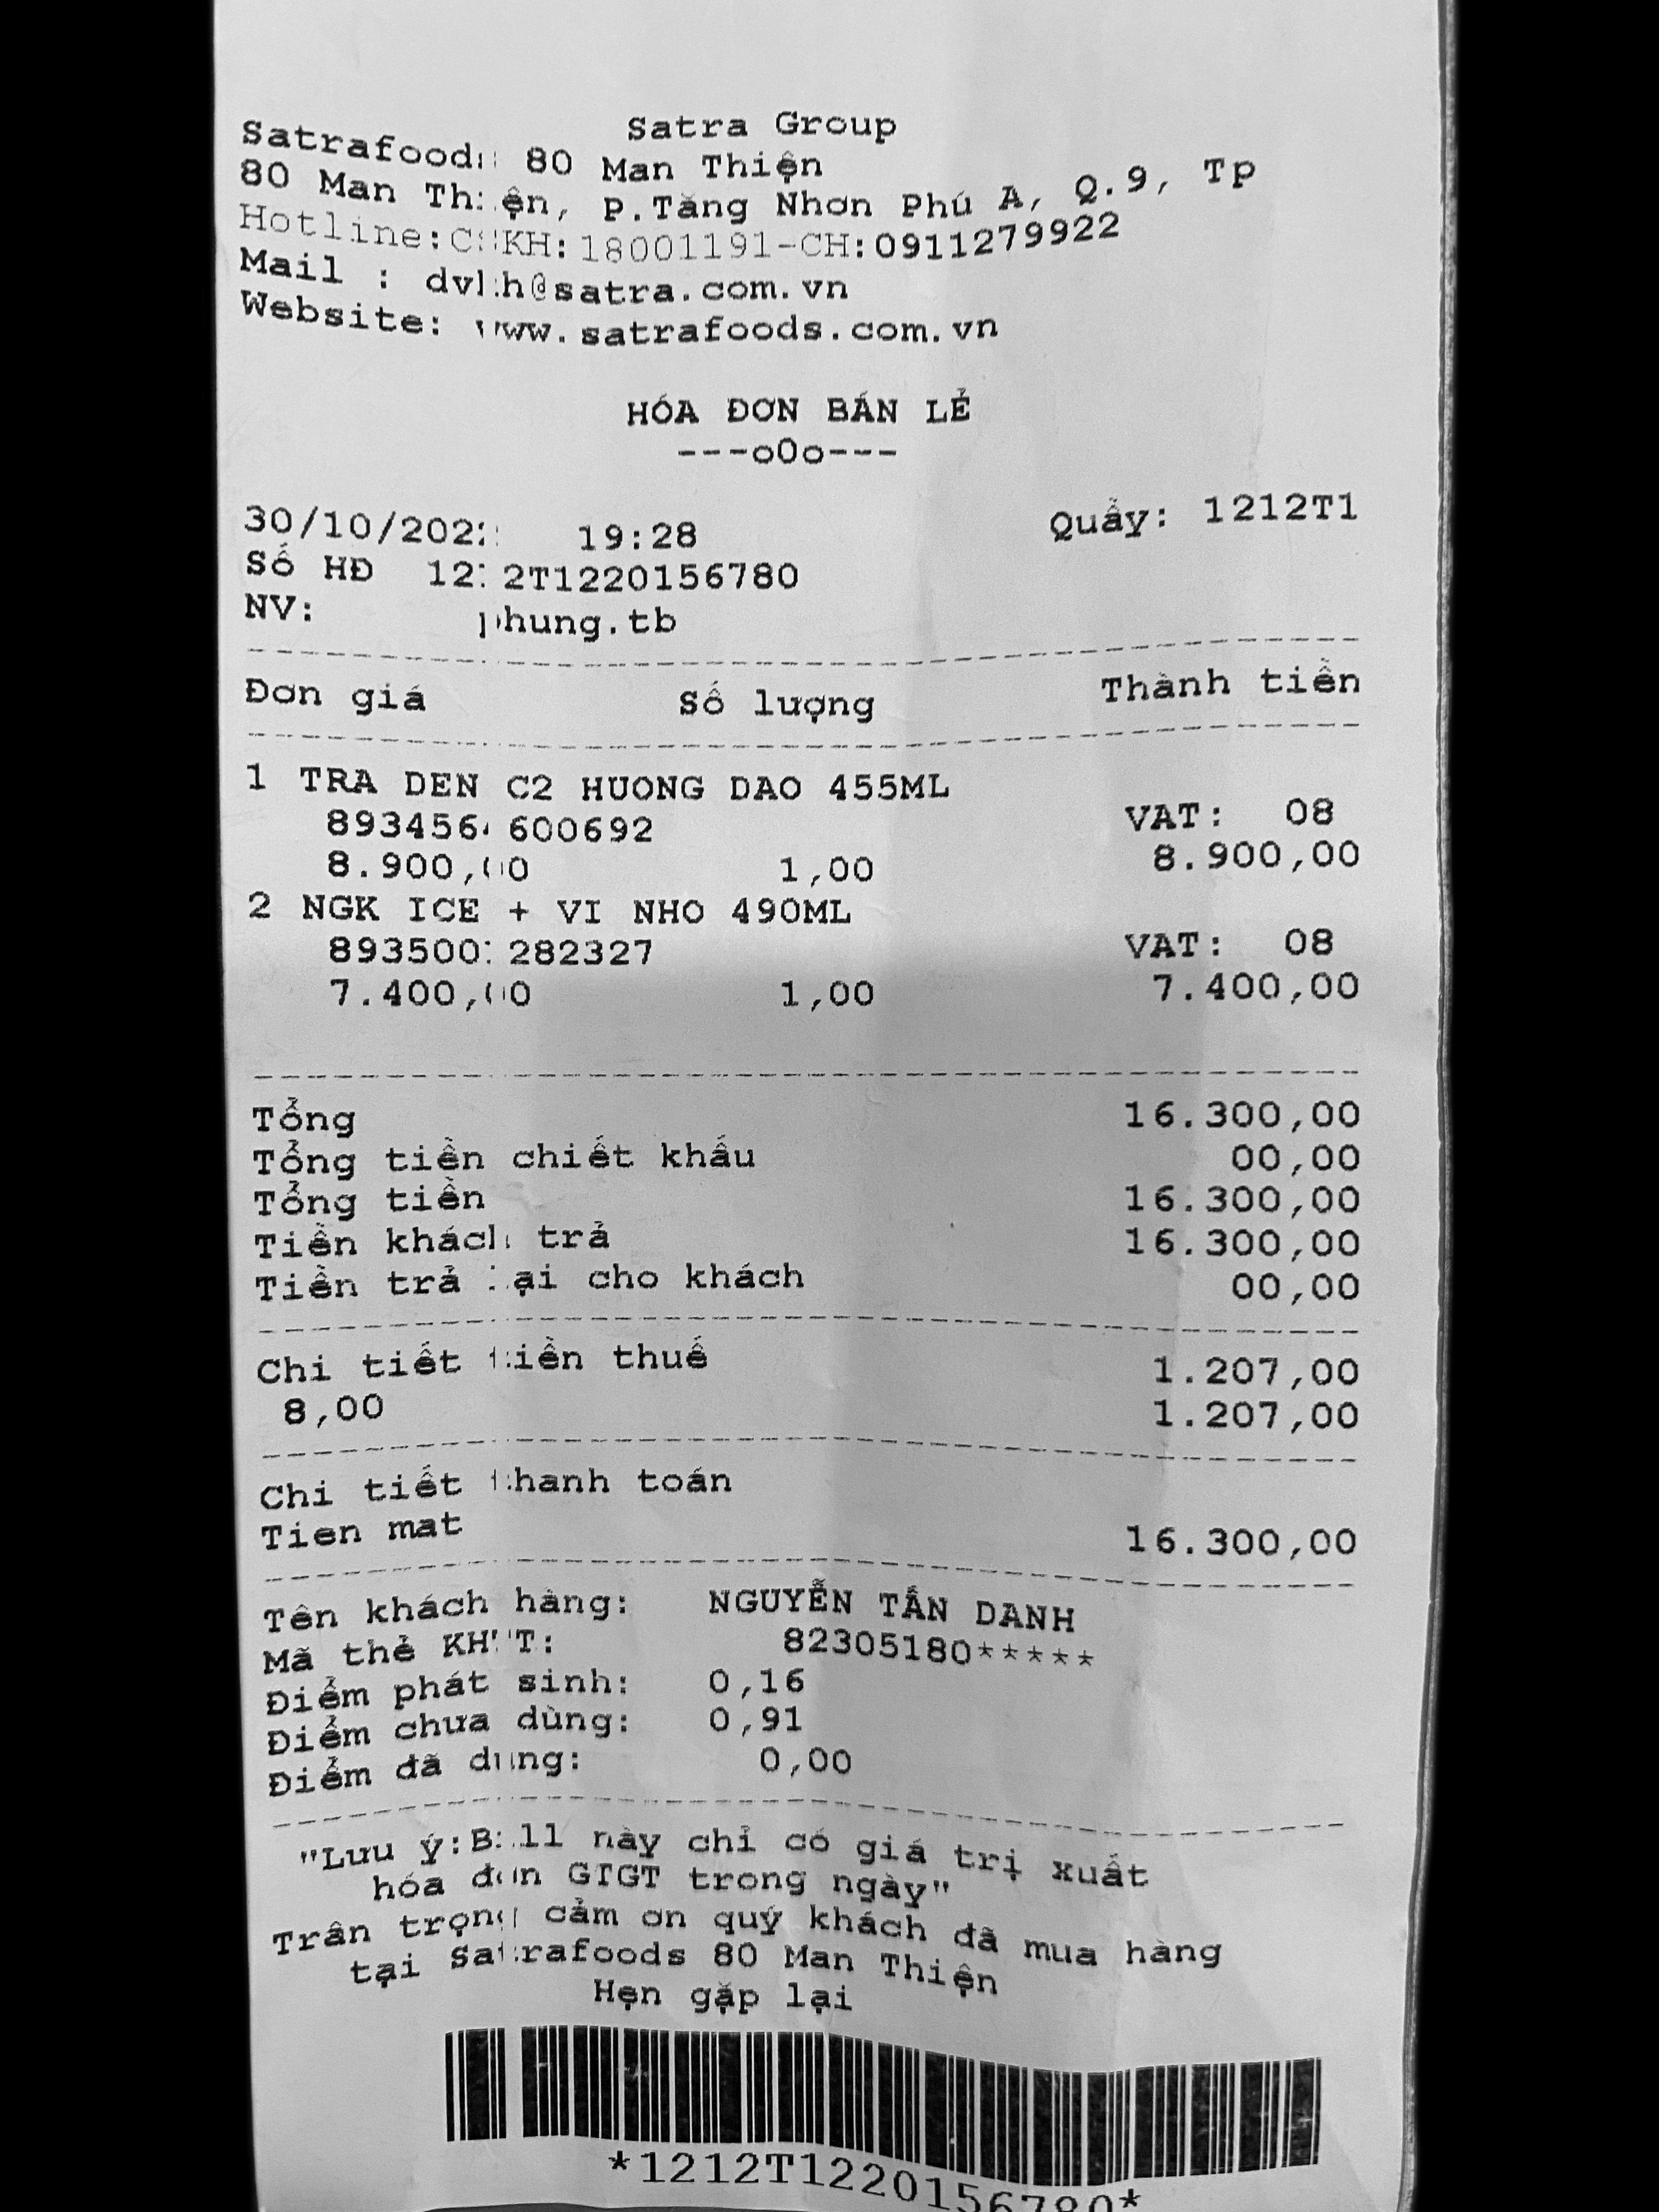 Satra Group
Satrafoods 80 Man Thiện
80 Man Thiện, P.Tăng Nhơn Phú A, Q.9, Tp
Hotline:CSKH:18001191-CH:0911279922
Mail : dvkh@satra.com.vn
Website: www.satrafoods.com.vn
HÓA ĐƠN BÁN LẺ
---oOo---
30/10/2022 19:28 Quầy: 1212T1
Số HĐ 1212T1220156780
NV: phung.tb
Đơn giá Số lượng Thành tiền
1 TRA DEN C2 HUONG DAO 455ML
8934564600692 VAT: 08
8.900,00 1,00 8.900,00
2 NGK ICE + VI NHO 490ML
8935001282327 VAT: 08
7.400,00 1,00 7.400,00
Tổng 16.300,00
Tổng tiền chiết khấu 00,00
Tổng tiền 16.300,00
Tiền khách trả 16.300,00
Tiền trả lại cho khách 00,00
Chi tiết tiền thuế 1.207,00
8,00 1.207,00
Chi tiết thanh toán
Tien mat 16.300,00
Tên khách hàng: NGUYỄN TẤN DANH
Mã thẻ KHTT: 82305180*****
Điểm phát sinh: 0,16
Điểm chưa dùng: 0,91
Điểm đã dùng: 0,00
"Lưu ý:Bill này chỉ có giá trị xuất
hóa đơn GTGT trong ngày"
Trân trọng cảm ơn quý khách đã mua hàng
tại Satrafoods 80 Man Thiện
Hẹn gặp lại
*1212T1220156780*